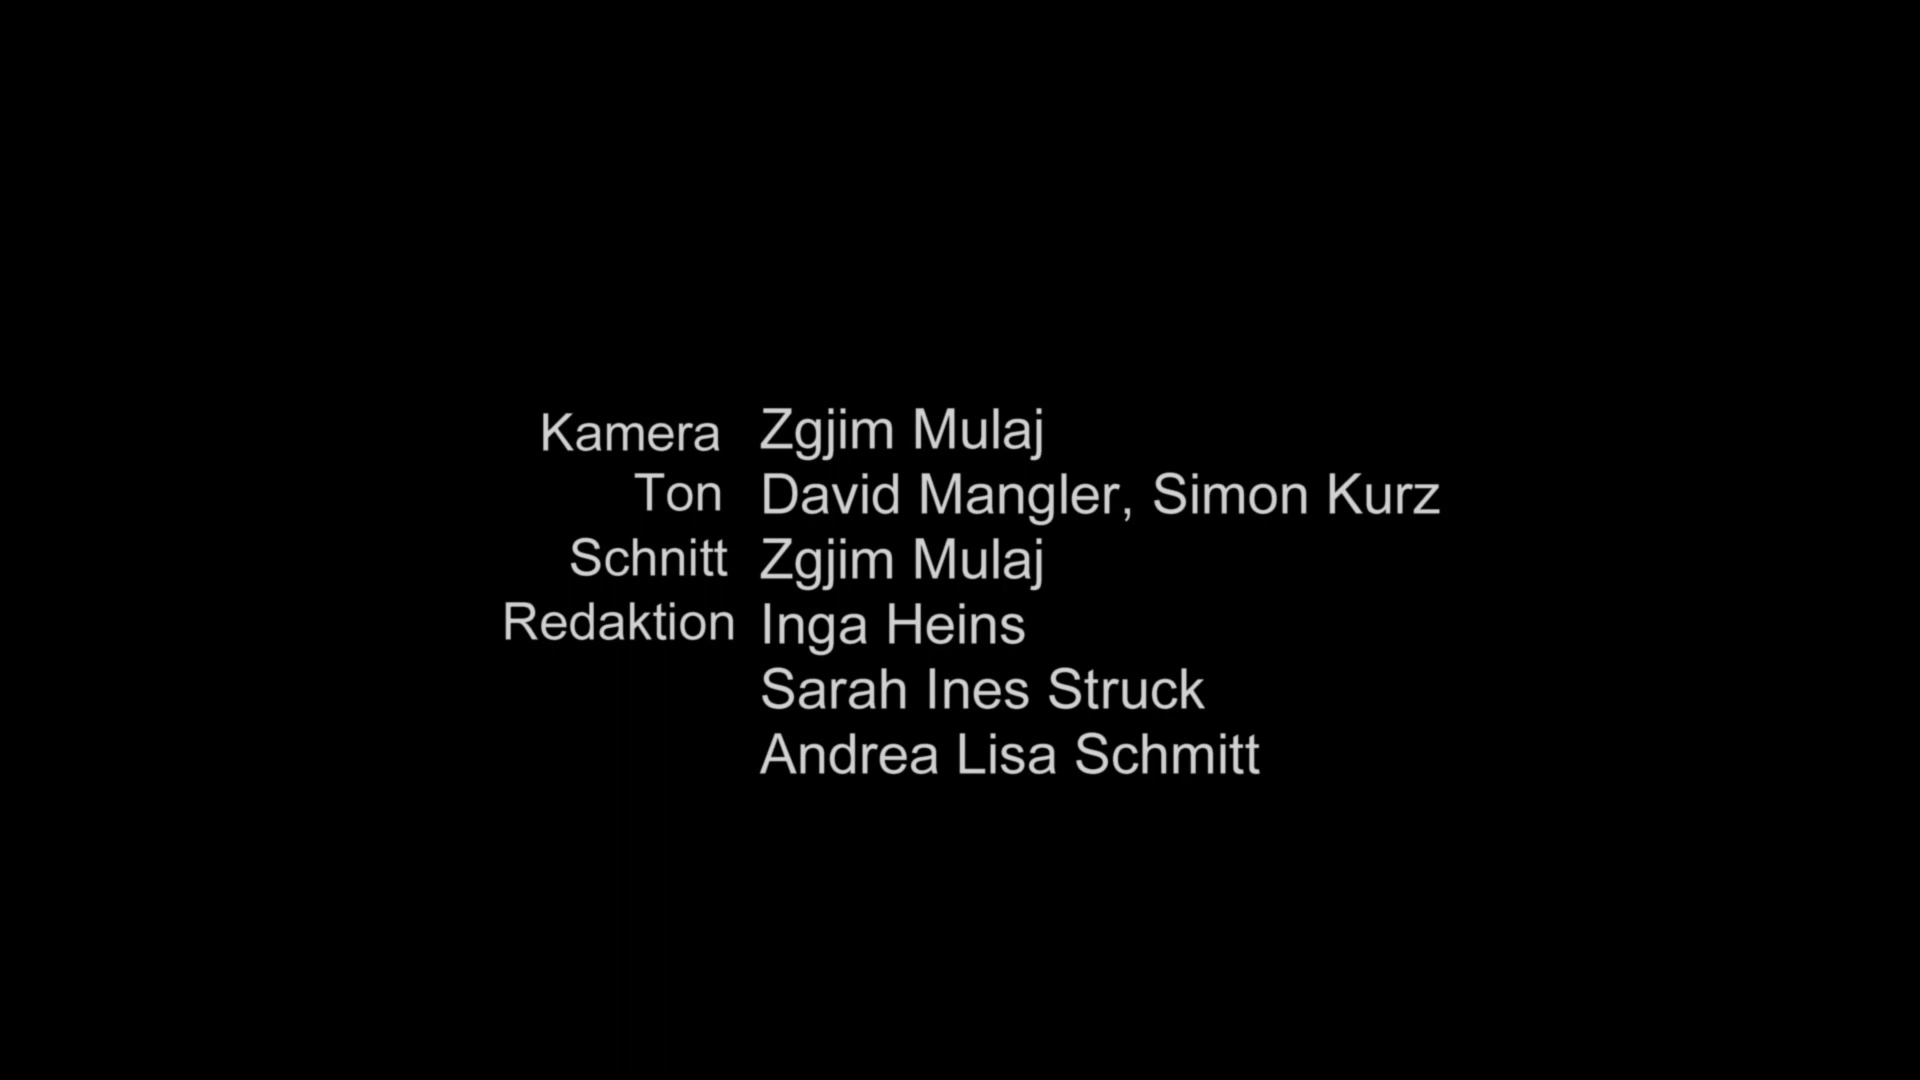 Kamera Zgjim Mulaj
Ton David Mangler, Simon Kurz
Schnitt Zgjim Mulaj
Redaktion Inga Heins
Sarah Ines Struck
Andrea Lisa Schmitt